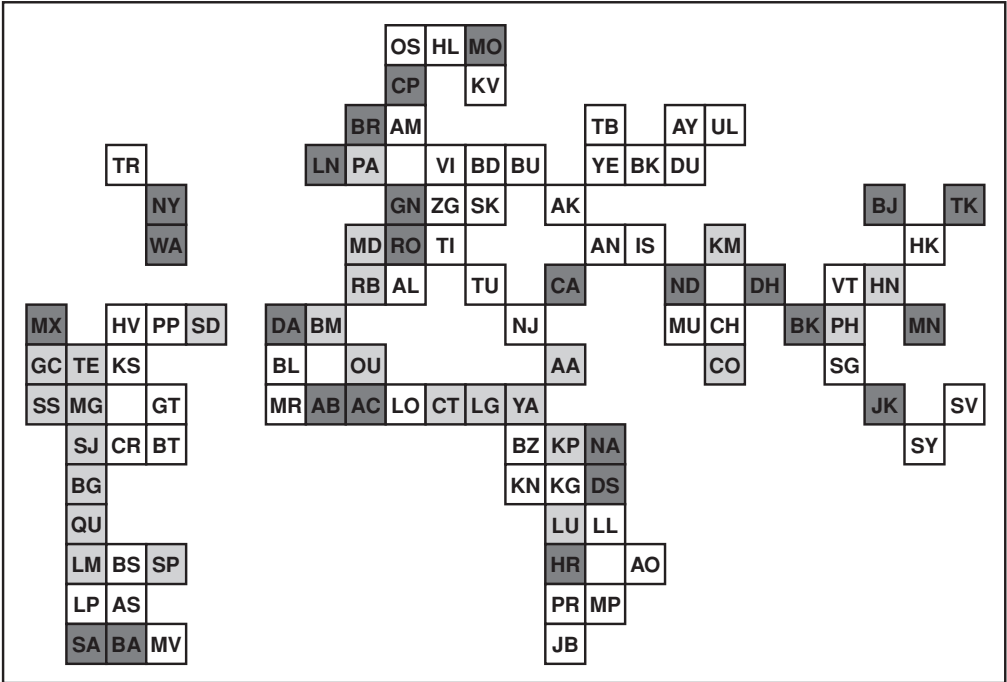 OS HL MO
CP KV
BR AM TB AY UL
TR LN PA VI BD BU YE BK DU
NY GN ZG SK AK BJ TK
WA MD RO TI AN IS KM HK
RB AL TU CA ND DH VT HN
MX HV PP SD DA BM NJ MU CH BK PH MN
GC TE KS BL OU AA CO SG
SS MG GT MR AB AC LO CT LG YA JK SV
SJ CR BT BZ KP NA SY
BG KN KG DS
QU LU LL
LM BS SP HR AO
LP AS PR MP
SA BA MV JB